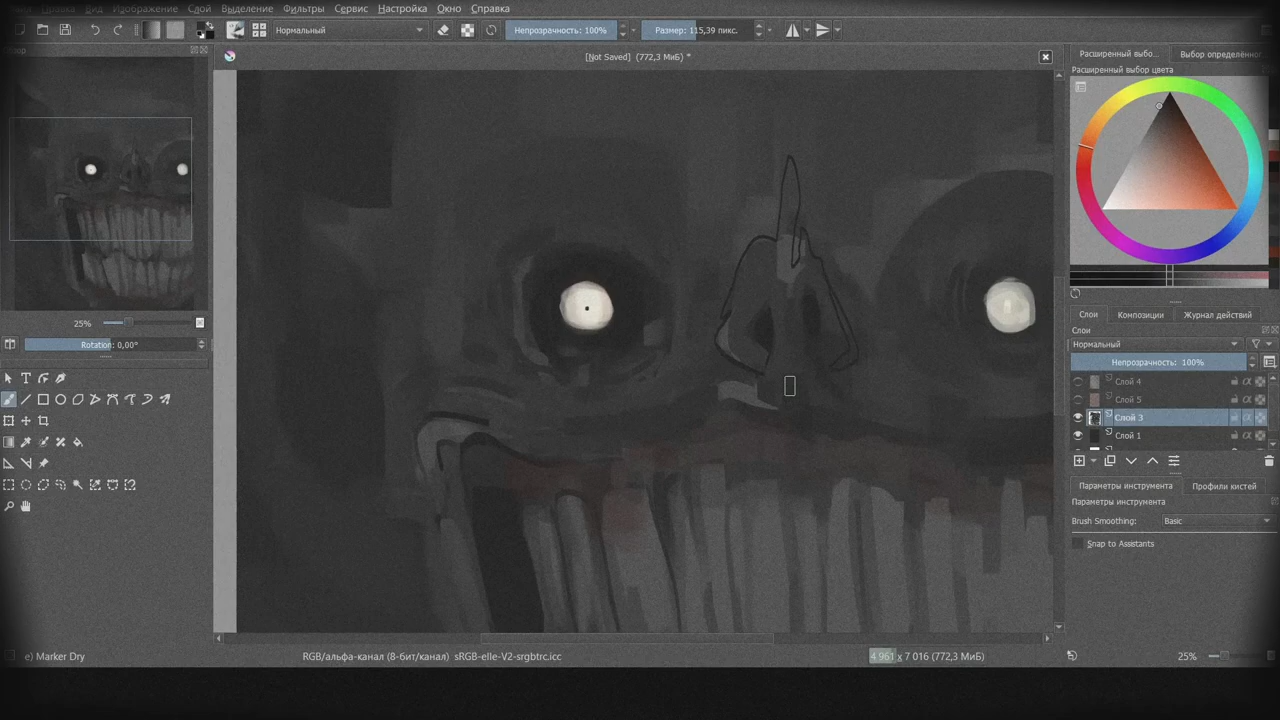 Правка Вид Изображение Слой Выделение Фильтры Сервис Настройка Окно Справка
Нормальный Непрозрачность: 100% Размер: 115,39 пикс.
[Not Saved] (772,3 МиБ) *
Расширенный выбо... Выбор определённог
Расширенный выбор цвета
25%
Rotation: 0,00°
Слои Композиции Журнал действий
Слои
Нормальный
Непрозрачность: 100%
Слой 4
Слой 5
Слой 3
Слой 1
Параметры инструмента Профили кистей
Параметры инструмента
Brush Smoothing: Basic
Snap to Assistants
e) Marker Dry RGB/альфа-канал (8-бит/канал) sRGB-elle-V2-srgbtrc.icc 4 961 x 7 016 (772,3 МиБ) 25%